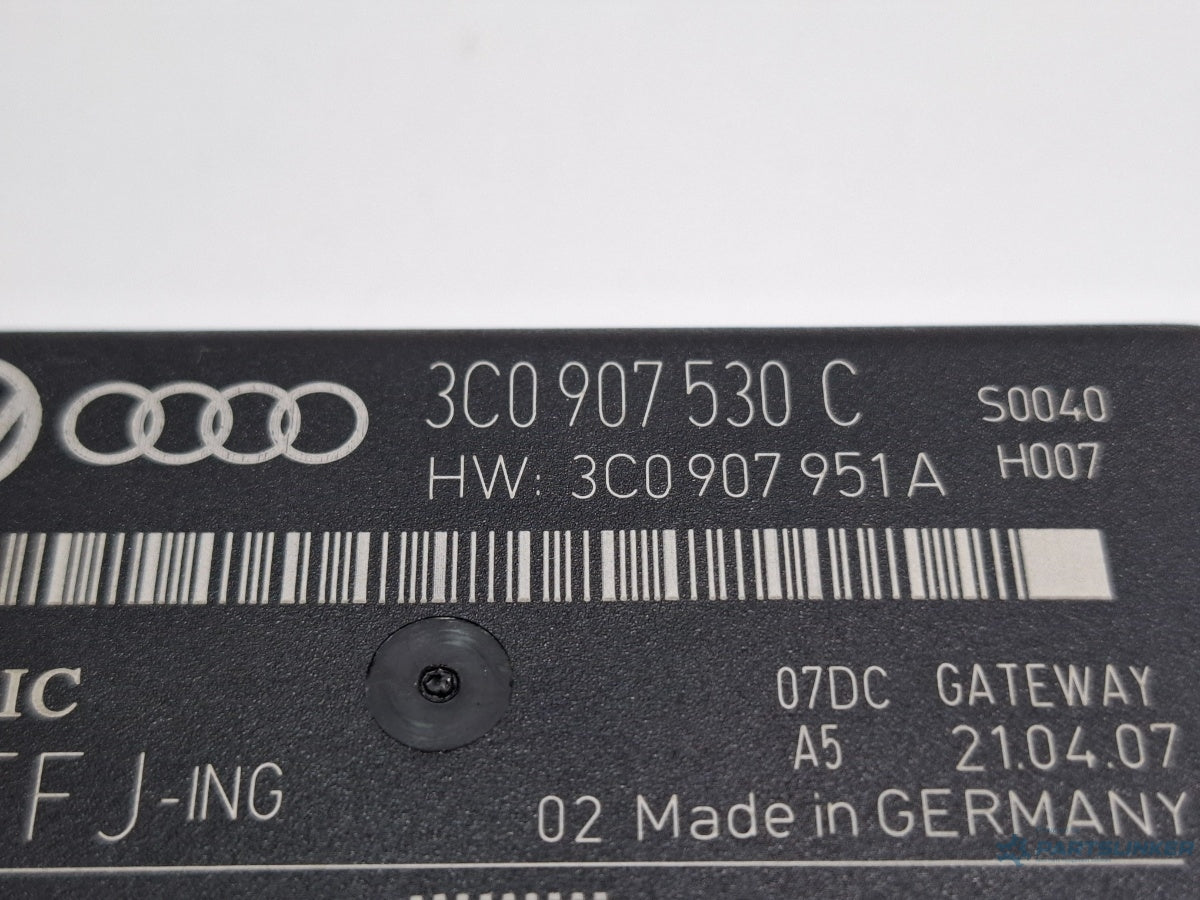 3C0 907 530 C S0040
HW: 3C0 907 951 A H007
IC
07DC GATEWAY
F J-ING
A5 21.04.07
02 Made in GERMANY